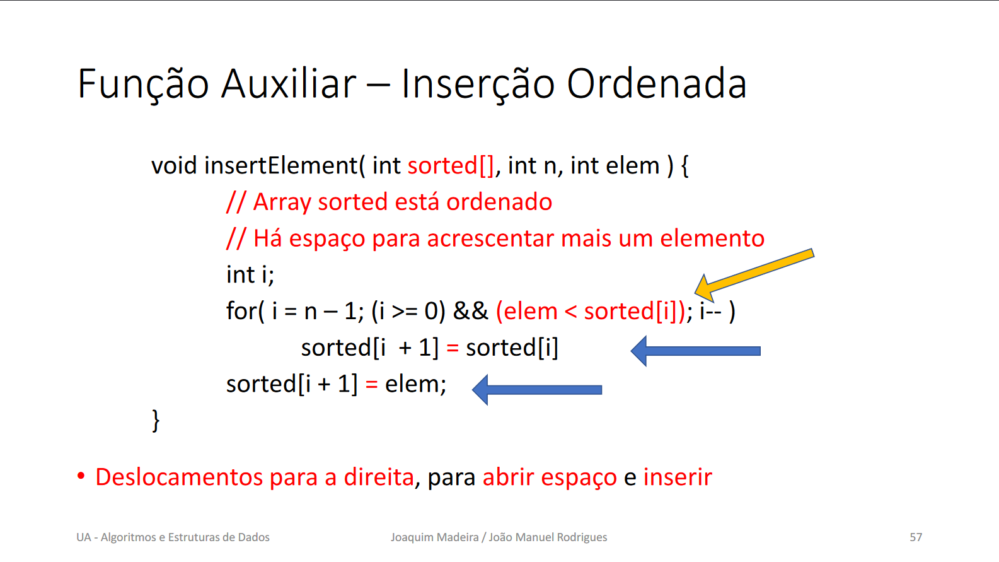 Função Auxiliar – Inserção Ordenada
void insertElement( int sorted[], int n, int elem ) {
// Array sorted está ordenado
// Há espaço para acrescentar mais um elemento
int i;
for( i = n – 1; (i >= 0) && (elem < sorted[i]); i-- )
sorted[i  + 1] = sorted[i]
sorted[i + 1] = elem;
}
• Deslocamentos para a direita, para abrir espaço e inserir
UA - Algoritmos e Estruturas de Dados
Joaquim Madeira / João Manuel Rodrigues
57